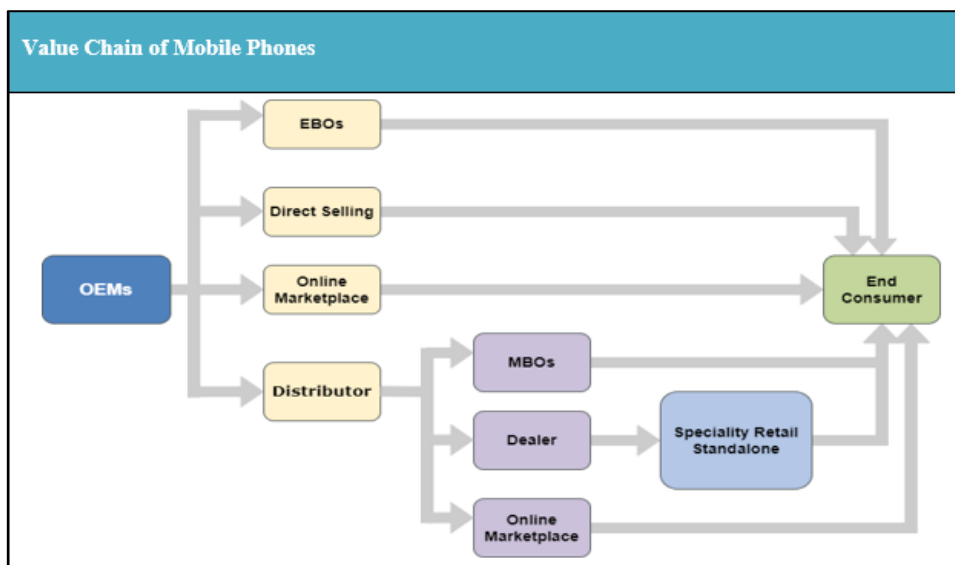 Value Chain of Mobile Phones
EBOs
Direct Selling
OEMs
Online
Marketplace
End
Consumer
Distributor
MBOs
Dealer
Speciality Retail
Standalone
Online
Marketplace